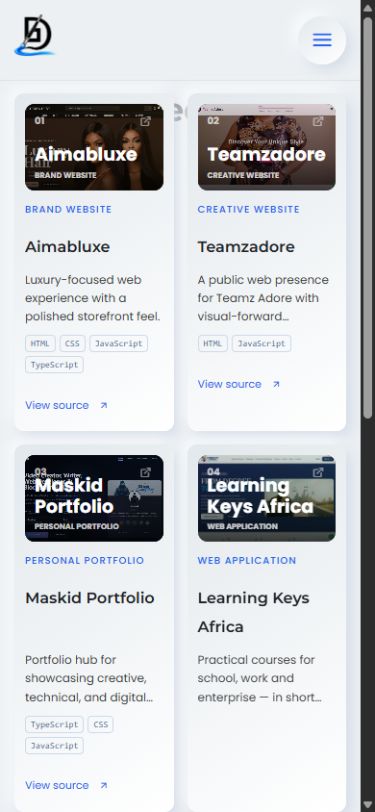 01
Aimabluxe
BRAND WEBSITE
BRAND WEBSITE
Aimabluxe
Luxury-focused web
experience with a
polished storefront feel.
HTML CSS JavaScript
TypeScript
View source
02
Teamzadore
CREATIVE WEBSITE
CREATIVE WEBSITE
Teamzadore
A public web presence
for Teamz Adore with
visual-forward...
HTML JavaScript
View source
03
Maskid
Portfolio
PERSONAL PORTFOLIO
PERSONAL PORTFOLIO
Maskid Portfolio
Portfolio hub for
showcasing creative,
technical, and digital...
TypeScript CSS
JavaScript
View source
04
Learning
Keys Africa
WEB APPLICATION
WEB APPLICATION
Learning Keys
Africa
Practical courses for
school, work and
enterprise — in short...